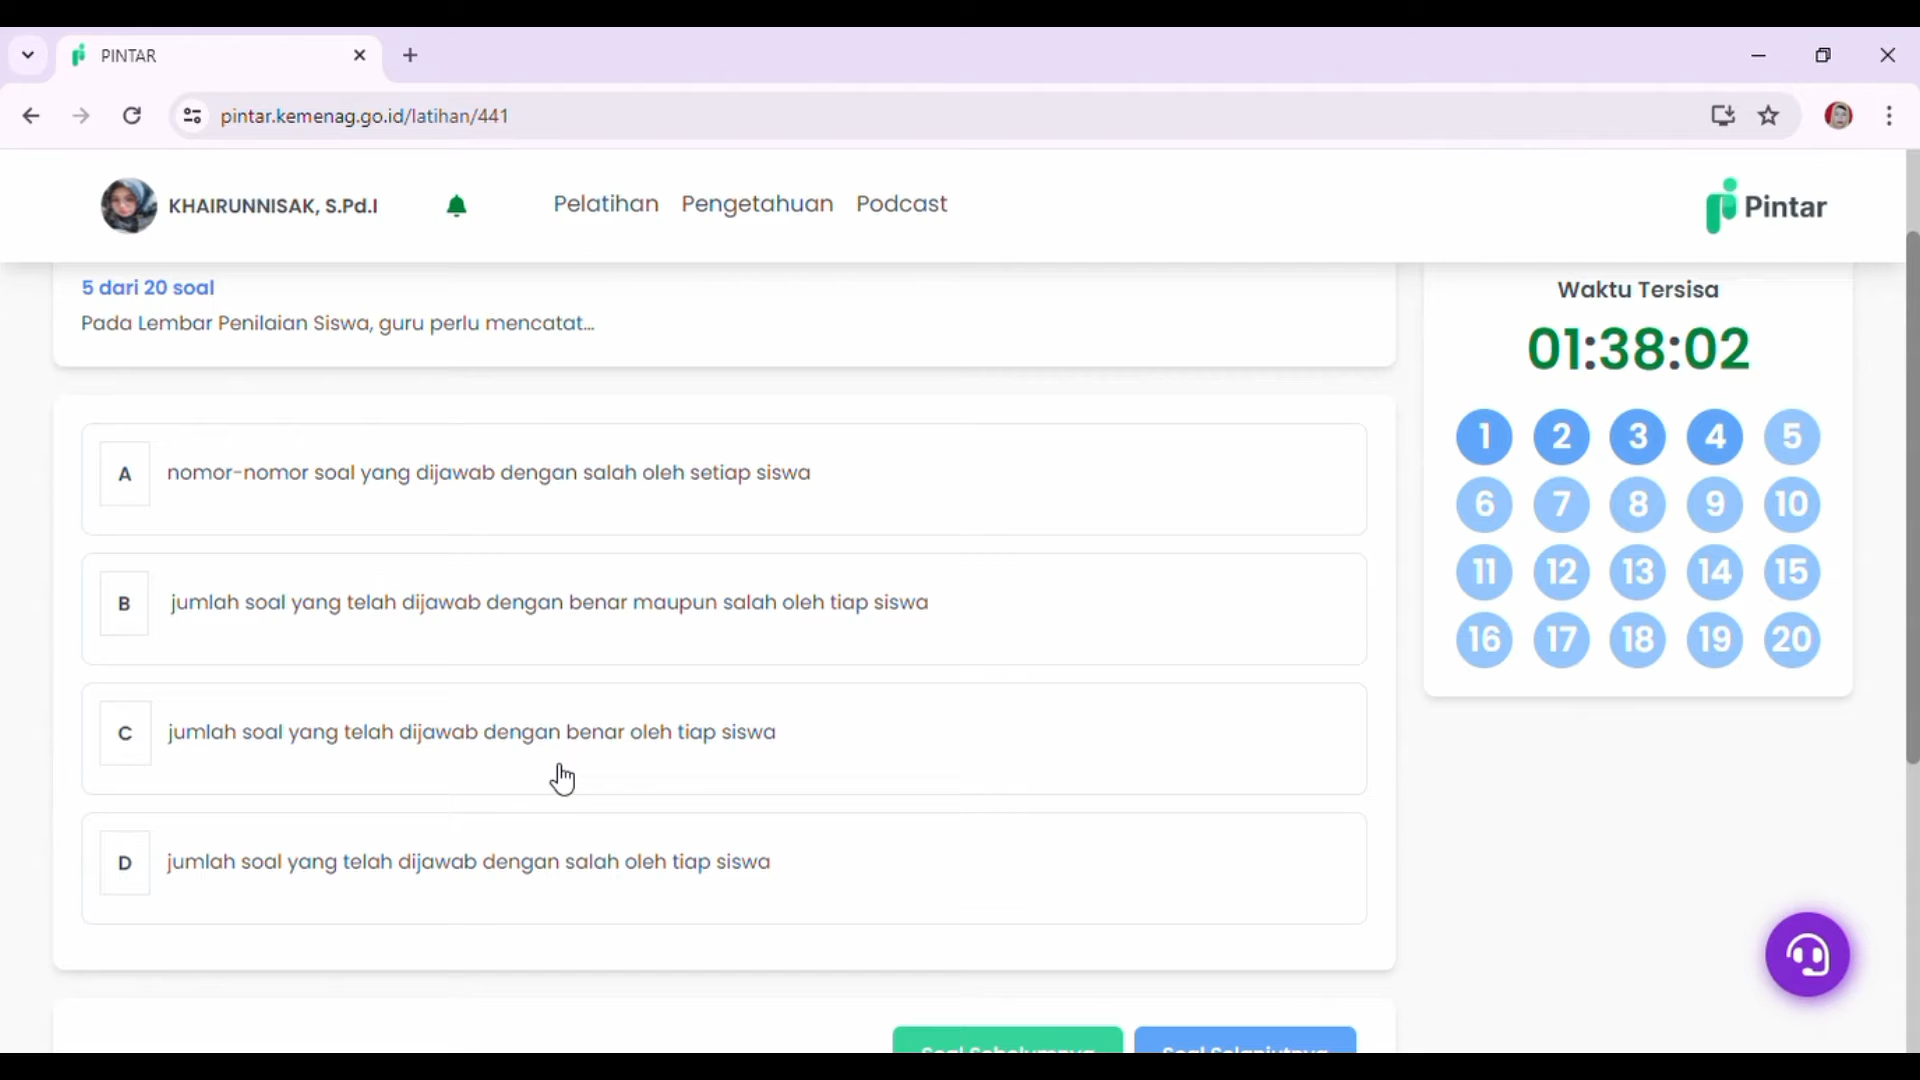 PINTAR
pintar.kemenag.go.id/latihan/441
KHAIRUNNISAK, S.Pd.I
Pelatihan Pengetahuan Podcast
Pintar
5 dari 20 soal
Pada Lembar Penilaian Siswa, guru perlu mencatat...
A nomor-nomor soal yang dijawab dengan salah oleh setiap siswa
B jumlah soal yang telah dijawab dengan benar maupun salah oleh tiap siswa
C jumlah soal yang telah dijawab dengan benar oleh tiap siswa
D jumlah soal yang telah dijawab dengan salah oleh tiap siswa
Soal Sebelumnya Soal Selanjutnya
Waktu Tersisa
01:38:02
1 2 3 4 5
6 7 8 9 10
11 12 13 14 15
16 17 18 19 20